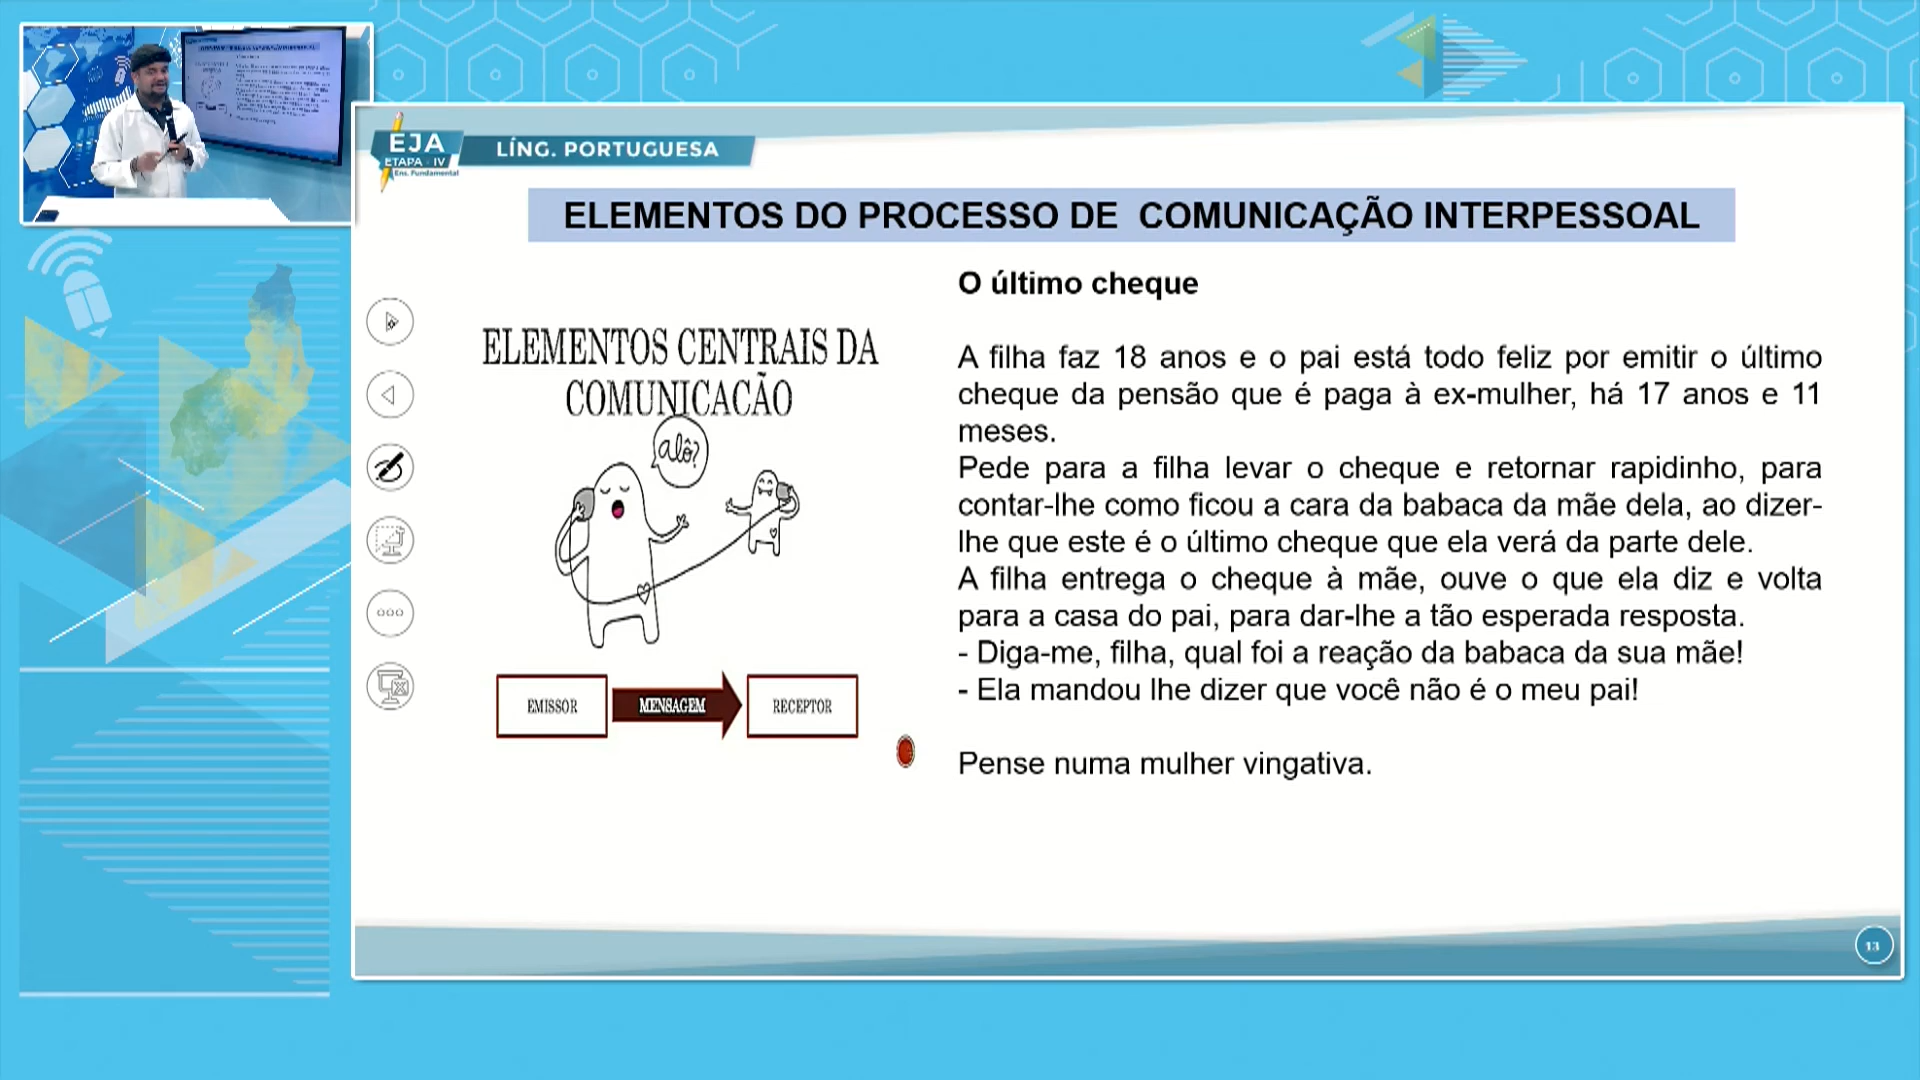 EJA
ETAPA - IV
Ens. Fundamental
LÍNG. PORTUGUESA
ELEMENTOS DO PROCESSO DE COMUNICAÇÃO INTERPESSOAL
ELEMENTOS CENTRAIS DA
COMUNICACÃO
alô?
EMISSOR
MENSAGEM
RECEPTOR
O último cheque
A filha faz 18 anos e o pai está todo feliz por emitir o último
cheque da pensão que é paga à ex-mulher, há 17 anos e 11
meses.
Pede para a filha levar o cheque e retornar rapidinho, para
contar-lhe como ficou a cara da babaca da mãe dela, ao dizer-
lhe que este é o último cheque que ela verá da parte dele.
A filha entrega o cheque à mãe, ouve o que ela diz e volta
para a casa do pai, para dar-lhe a tão esperada resposta.
- Diga-me, filha, qual foi a reação da babaca da sua mãe!
- Ela mandou lhe dizer que você não é o meu pai!
Pense numa mulher vingativa.
13